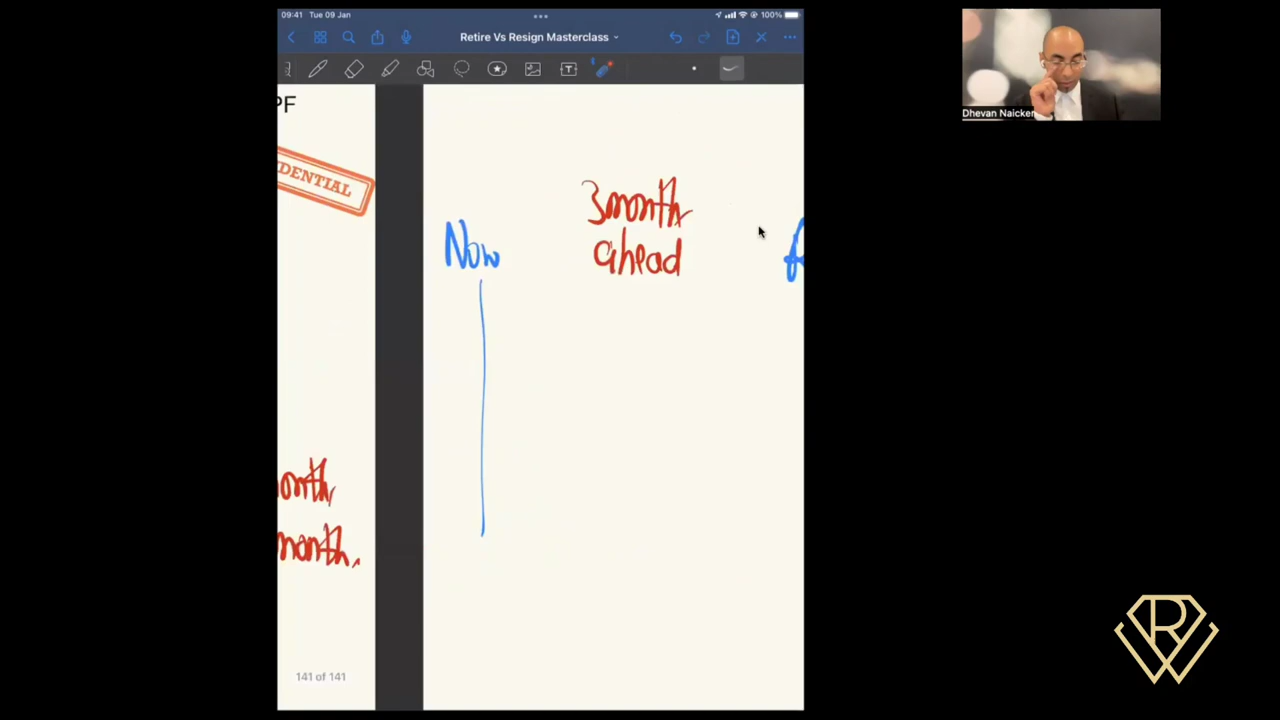 09:41 Tue 09 Jan
100%
Retire Vs Resign Masterclass
PF
DENTIAL
3month
ahead
Now
onth,
month.
141 of 141
Dhevan Naicker
RW